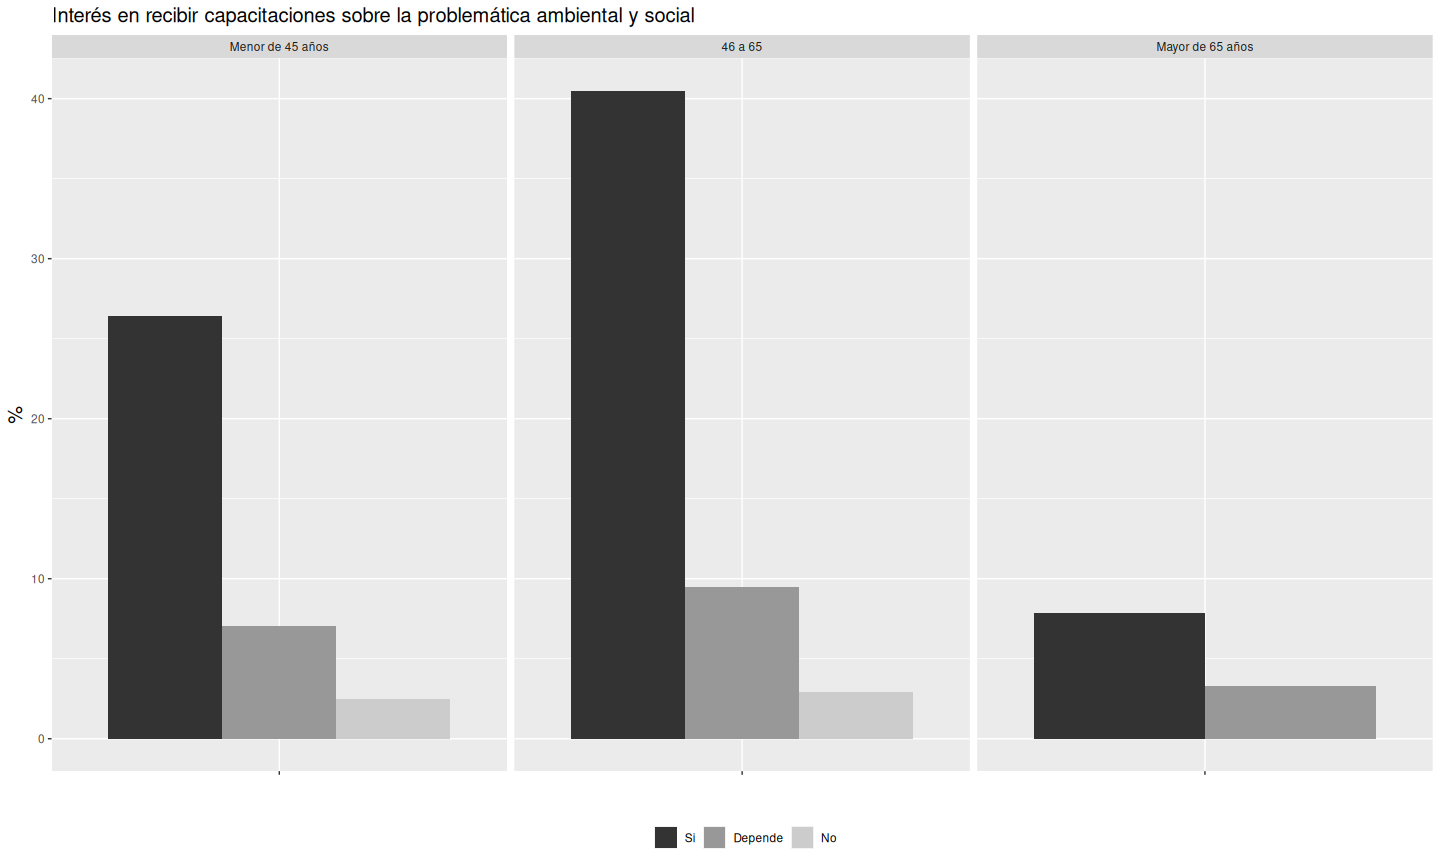 Interés en recibir capacitaciones sobre la problemática ambiental y social
Menor de 45 años
46 a 65
Mayor de 65 años
%
40
30
20
10
0
Si
Depende
No